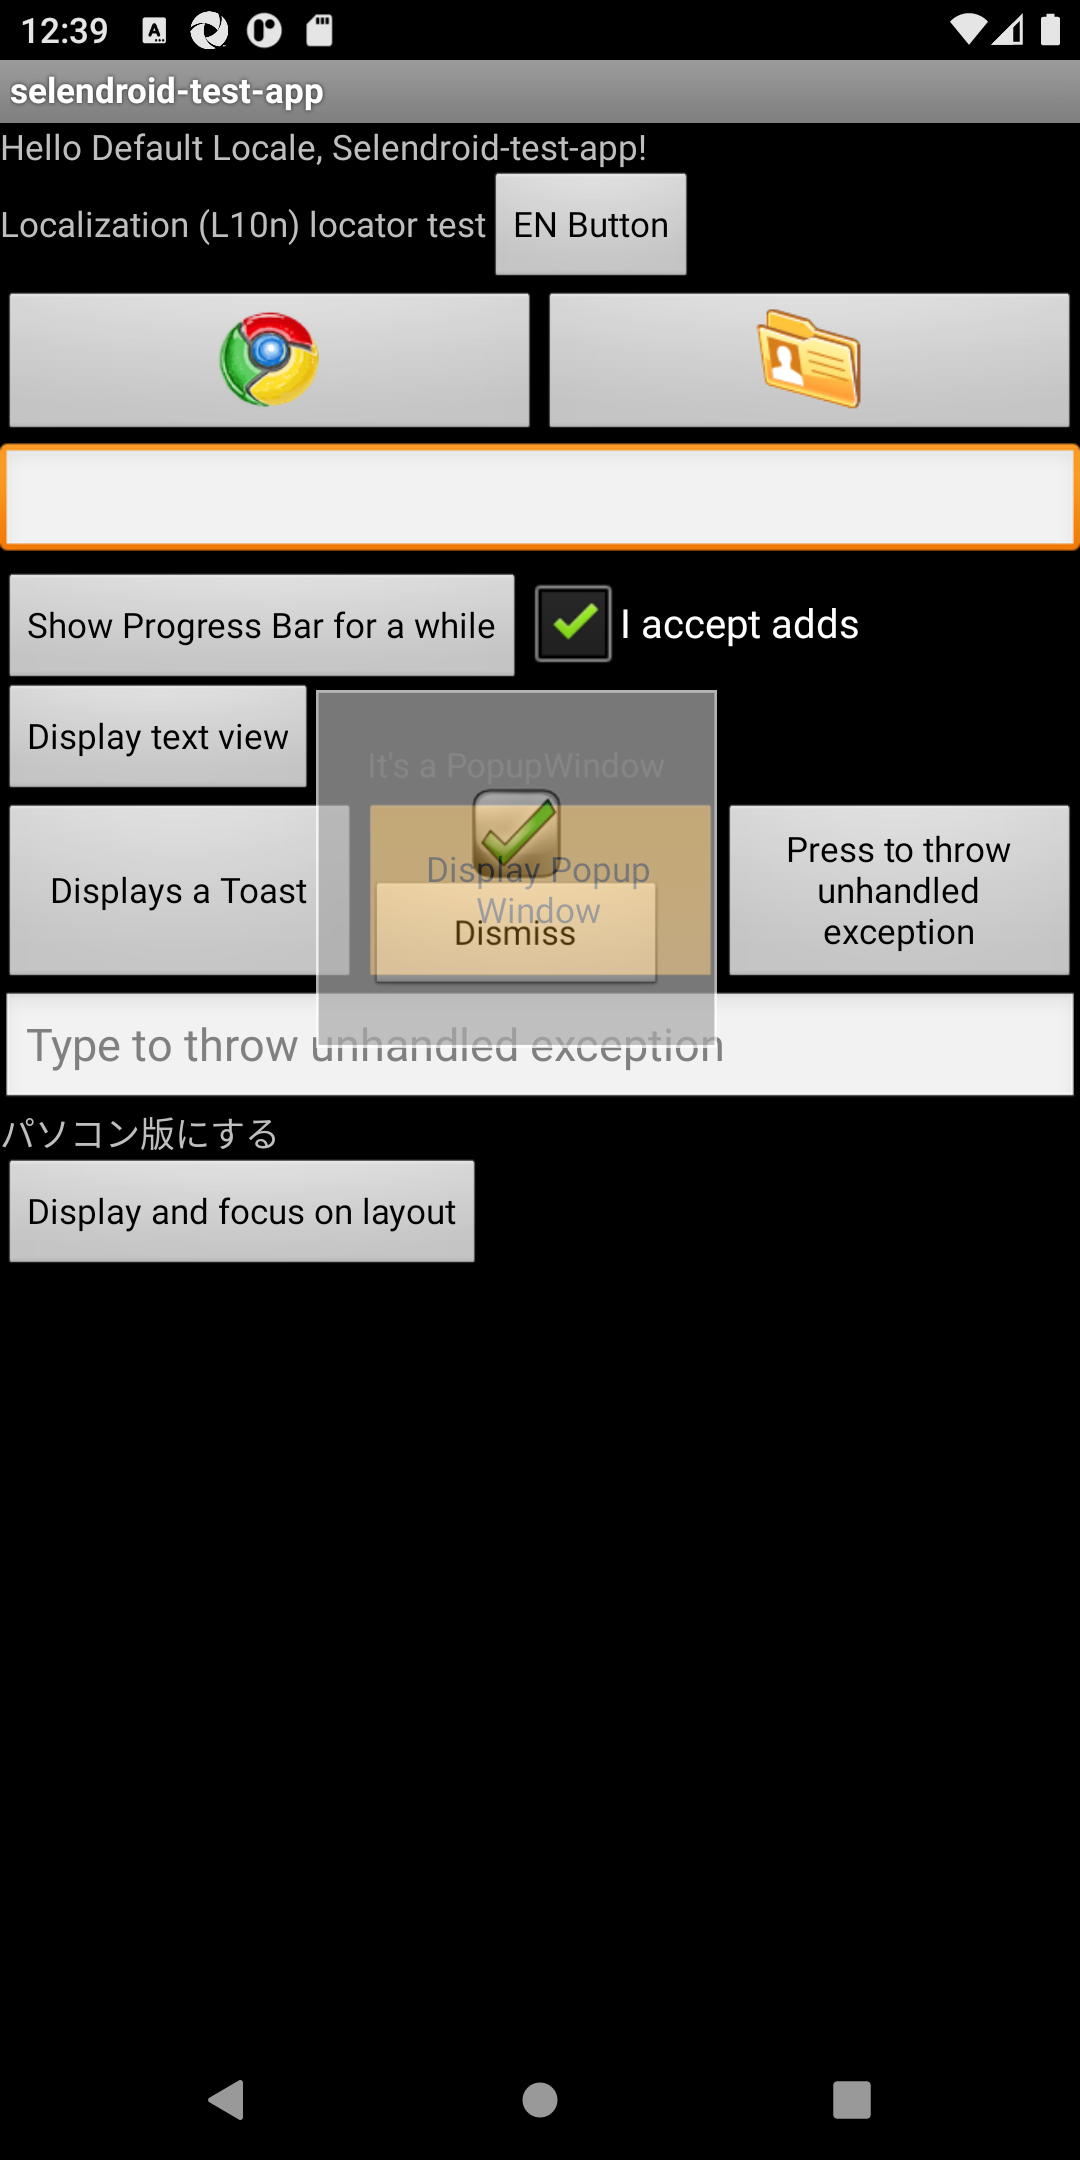 12:39
selendroid-test-app
Hello Default Locale, Selendroid-test-app!
Localization (L10n) locator test
EN Button
Show Progress Bar for a while
I accept adds
Display text view
It's a PopupWindow
Displays a Toast
Display Popup
Window
Dismiss
Press to throw
unhandled
exception
Type to throw unhandled exception
パソコン版にする
Display and focus on layout